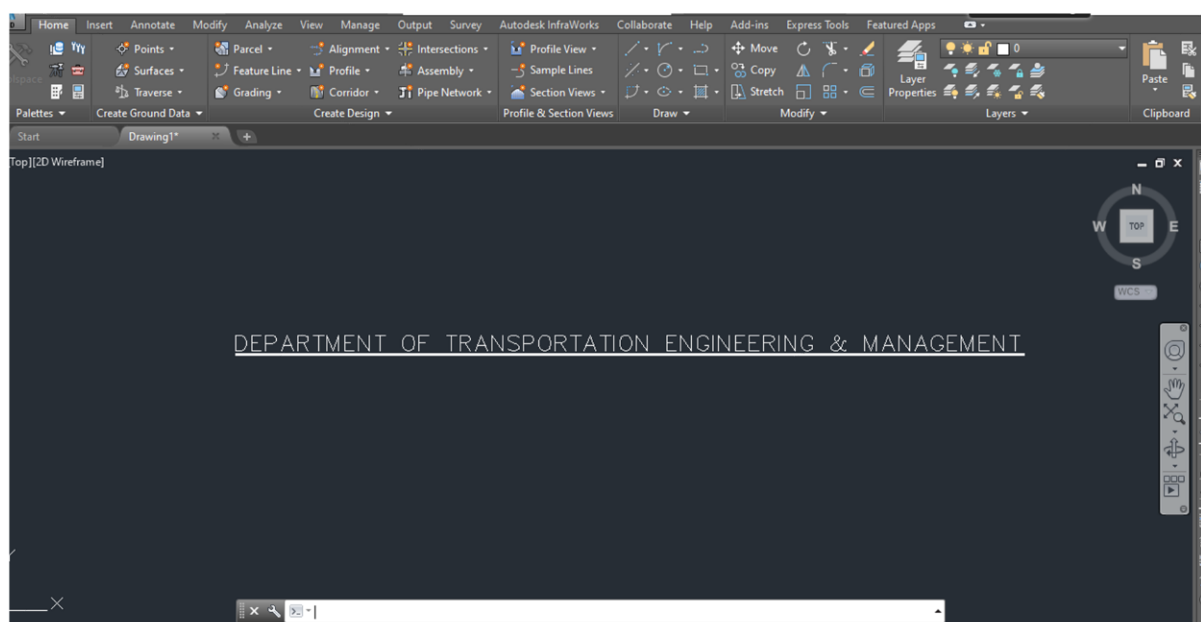 Home Insert Annotate Modify Analyze View Manage Output Survey Autodesk InfraWorks Collaborate Help Add-ins Express Tools Featured Apps
Points Parcel Alignment Intersections Profile View Move 0
Surfaces Feature Line Profile Assembly Sample Lines Copy Layer Paste
Traverse Grading Corridor Pipe Network Section Views Stretch Properties
Palettes Create Ground Data Create Design Profile & Section Views Draw Modify Layers Clipboard
Start Drawing1* +
Top][2D Wireframe]
N
W TOP E
S
WCS
DEPARTMENT OF TRANSPORTATION ENGINEERING & MANAGEMENT
X